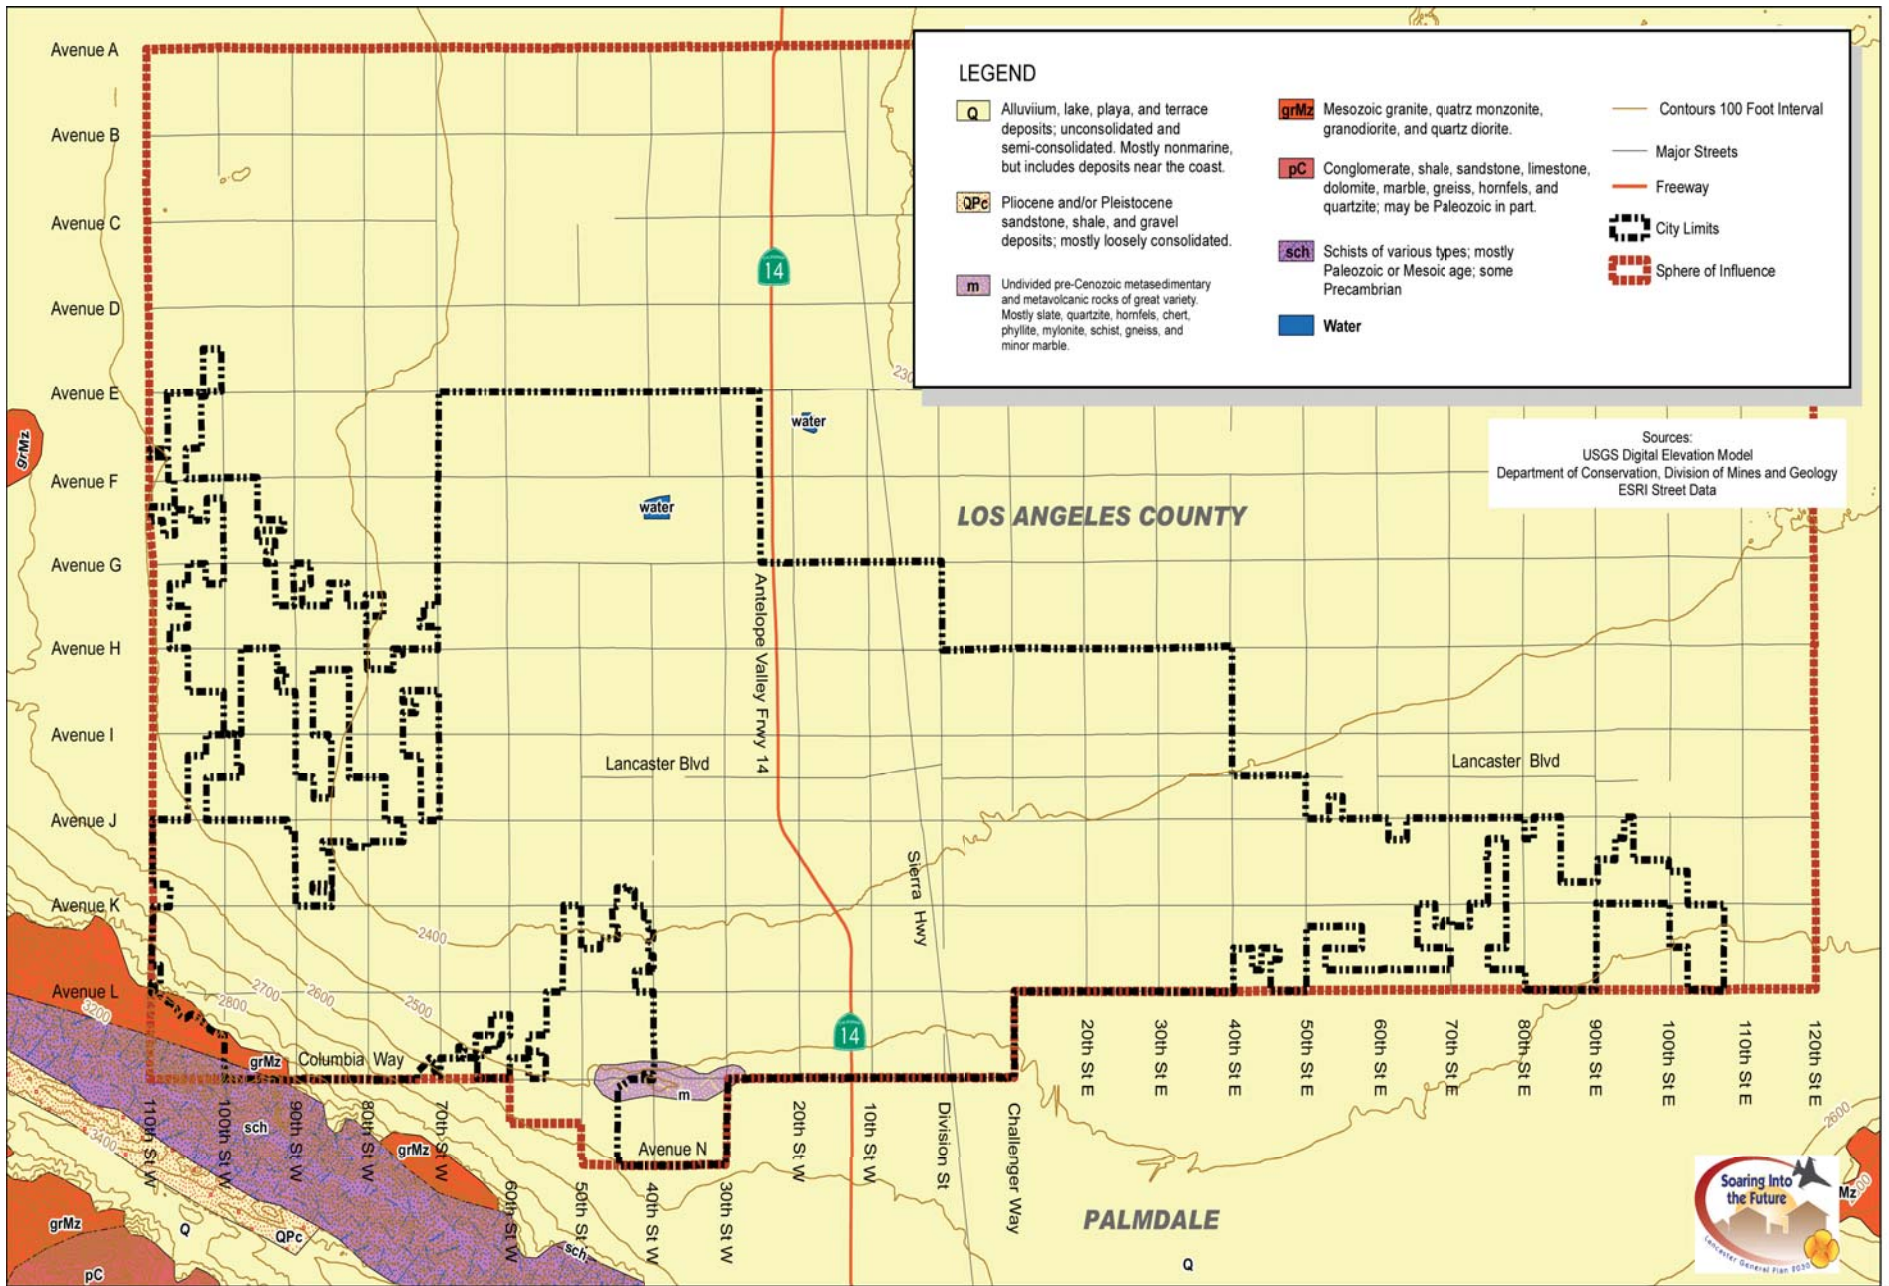 Avenue A
Avenue B
Avenue C
Avenue D
Avenue E
Avenue F
Avenue G
Avenue H
Avenue I
Avenue J
Avenue K
Avenue L
LEGEND
Q
Alluviium, lake, playa, and terrace
deposits; unconsolidated and
semi-consolidated. Mostly nonmarine,
but includes deposits near the coast.
QPc
Pliocene and/or Pleistocene
sandstone, shale, and gravel
deposits; mostly loosely consolidated.
m
Undivided pre-Cenozoic metasedimentary
and metavolcanic rocks of great variety.
Mostly slate, quartzite, hornfels, chert,
phyllite, mylonite, schist, gneiss, and
minor marble.
grMz
Mesozoic granite, quatrz monzonite,
granodiorite, and quartz diorite.
pC
Conglomerate, shale, sandstone, limestone,
dolomite, marble, greiss, hornfels, and
quartzite; may be Paleozoic in part.
sch
Schists of various types; mostly
Paleozoic or Mesoic age; some
Precambrian
Water
Contours 100 Foot Interval
Major Streets
Freeway
City Limits
Sphere of Influence
Sources:
USGS Digital Elevation Model
Department of Conservation, Division of Mines and Geology
ESRI Street Data
14
230
water
water
grMz
LOS ANGELES COUNTY
Antelope Valley Frwy 14
Lancaster Blvd
Lancaster Blvd
Sierra Hwy
2400
2500
2600
2700
2800
3200
3400
14
Columbia Way
grMz
sch
grMz
m
Avenue N
110th St W
100th St W
90th St W
80th St W
70th St W
60th St W
50th St W
40th St W
30th St W
20th St W
10th St W
Division St
Challenger Way
20th St E
30th St E
40th St E
50th St E
60th St E
70th St E
80th St E
90th St E
100th St E
110th St E
120th St E
2600
PALMDALE
Q
grMz
Q
QPc
sch
pC
Mz
Soaring Into
the Future
Lancaster General Plan 2030